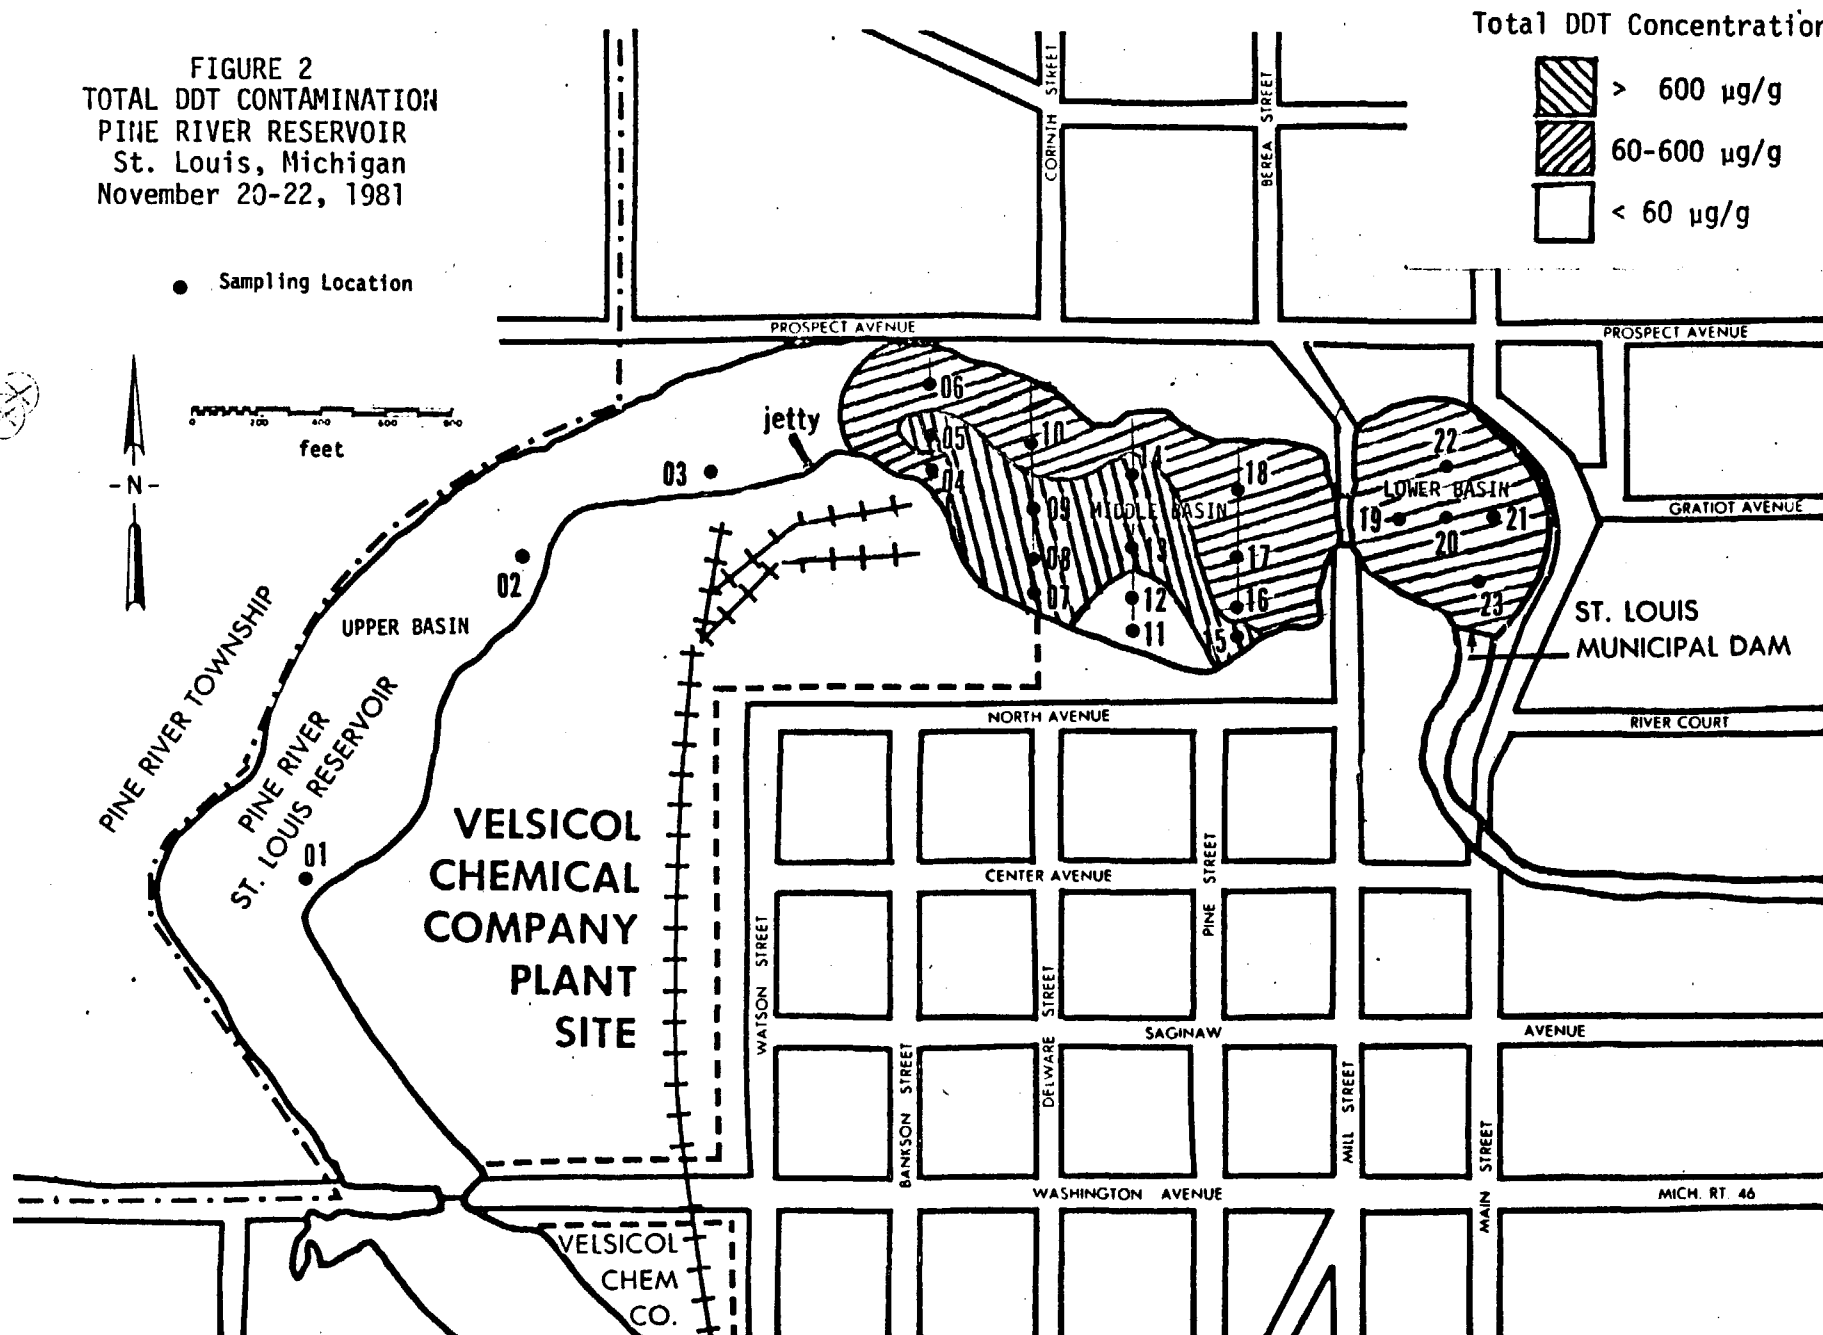 FIGURE 2
TOTAL DDT CONTAMINATION
PINE RIVER RESERVOIR
St. Louis, Michigan
November 20-22, 1981
Sampling Location
Total DDT Concentration
> 600 µg/g
60-600 µg/g
< 60 µg/g
CORINTH STREET
BEREA STREET
PROSPECT AVENUE
PROSPECT AVENUE
0 200 400 600 800
feet
-N-
jetty
06
05
04
03
02
01
10
09
08
07
14
13
12
11
18
17
16
15
MIDDLE BASIN
22
LOWER BASIN
19
20
21
23
GRATIOT AVENUE
ST. LOUIS
MUNICIPAL DAM
UPPER BASIN
PINE RIVER TOWNSHIP
PINE RIVER
ST. LOUIS RESERVOIR
NORTH AVENUE
RIVER COURT
VELSICOL
CHEMICAL
COMPANY
PLANT
SITE
CENTER AVENUE
PINE STREET
WATSON STREET
DELWARE STREET
SAGINAW AVENUE
BANKSON STREET
MILL STREET
MAIN STREET
WASHINGTON AVENUE
MICH. RT. 46
VELSICOL
CHEM
CO.